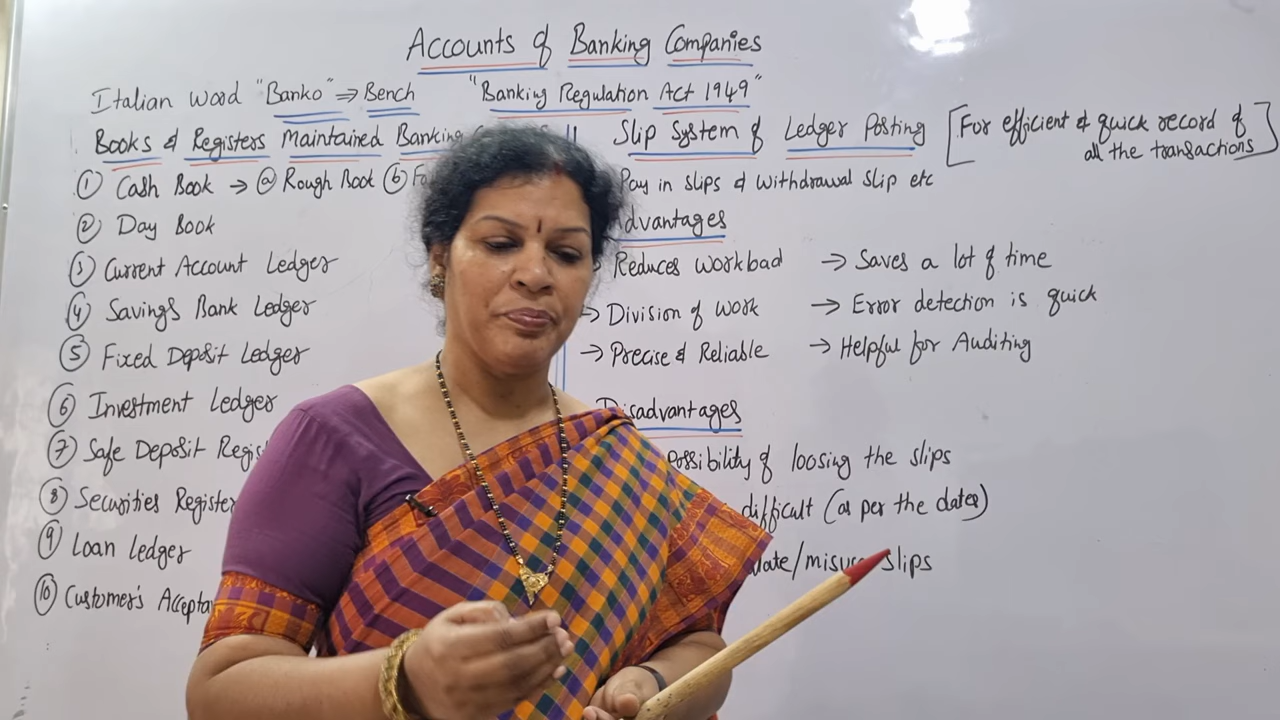 Accounts of Banking Companies
Italian Word "Banko" ⇒ Bench "Banking Regulation Act 1949"
Books & Registers Maintained Banking
① Cash Book → ⓐ Rough Book ⓑ
② Day Book
③ Current Account Ledger
④ Savings Bank Ledger
⑤ Fixed Deposit Ledger
⑥ Investment Ledger
⑦ Safe Deposit
⑧ Securities Register
⑨ Loan Ledger
⑩ Customer's
Slip System of Ledger Posting [For efficient & quick record of
all the transactions]
Pay in slips & withdrawal slip etc
Advantages
Reduces workload → Saves a lot of time
→ Division of work → Error detection is quick
→ Precise & Reliable → Helpful for Auditing
Disadvantages
possibility of loosing the slips
difficult (as per the dates)
/misuse slips